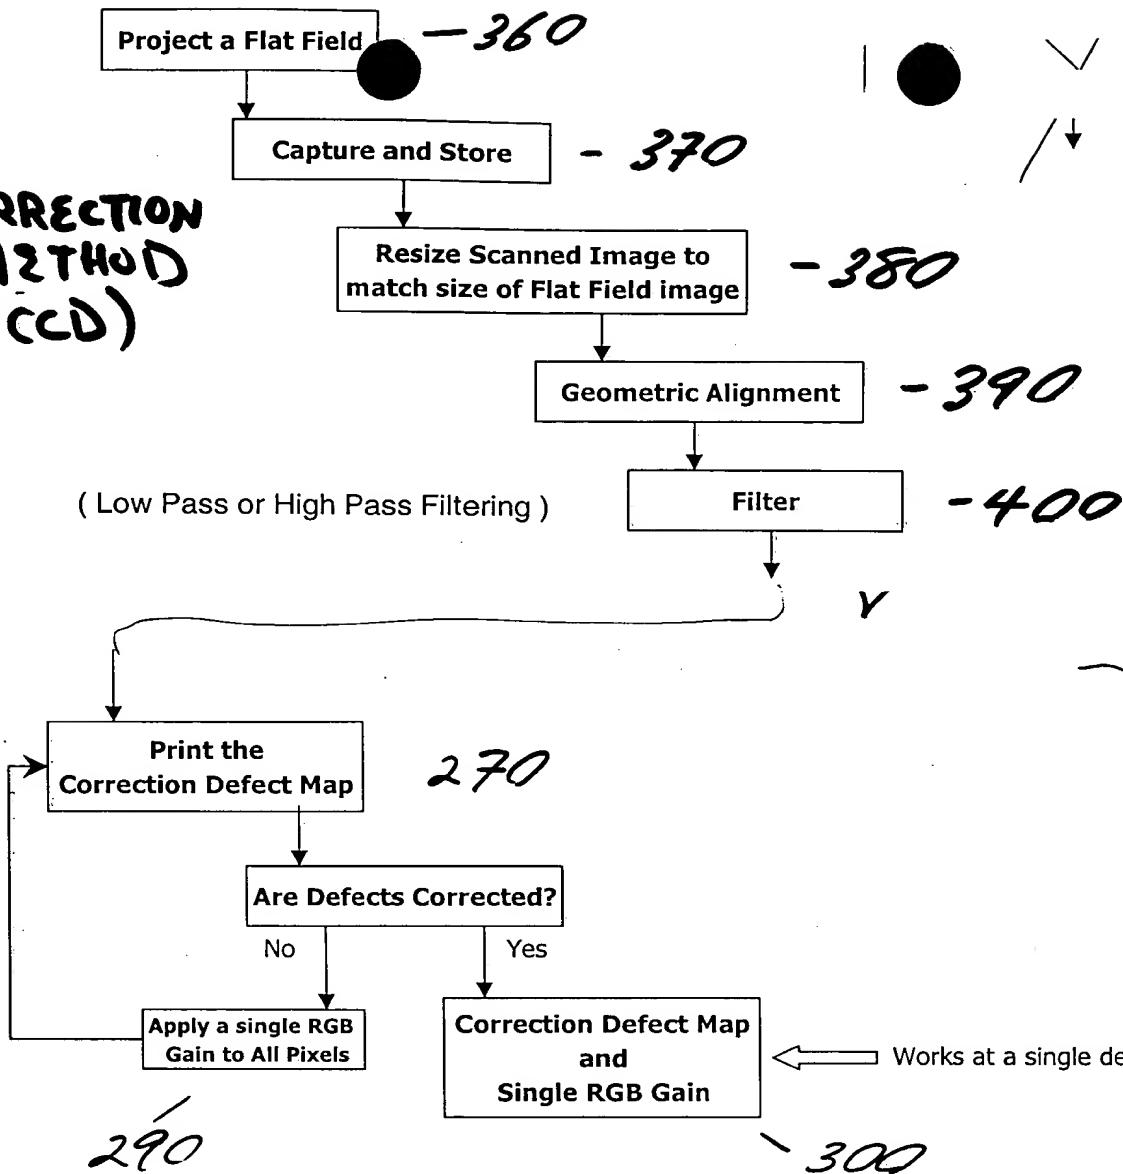 Project a Flat Field
-360
Capture and Store
- 370
RRECTION
METHOD
CCD)
Resize Scanned Image to
match size of Flat Field image
-380
Geometric Alignment
-390
( Low Pass or High Pass Filtering )
Filter
-400
Print the
Correction Defect Map
270
Are Defects Corrected?
No
Yes
Apply a single RGB
Gain to All Pixels
Correction Defect Map
and
Single RGB Gain
Works at a single de
290
- 300